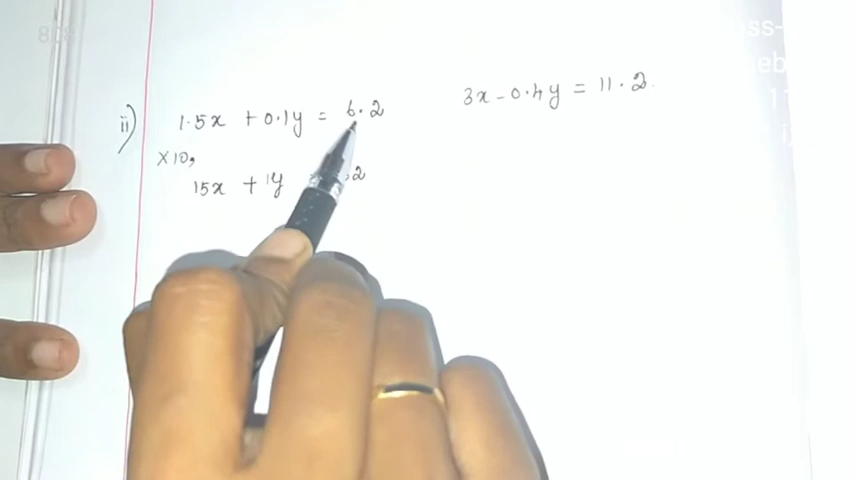 ii) 1.5x + 0.1y = 6.2
3x - 0.4y = 11.2
×10,
15x + 1y